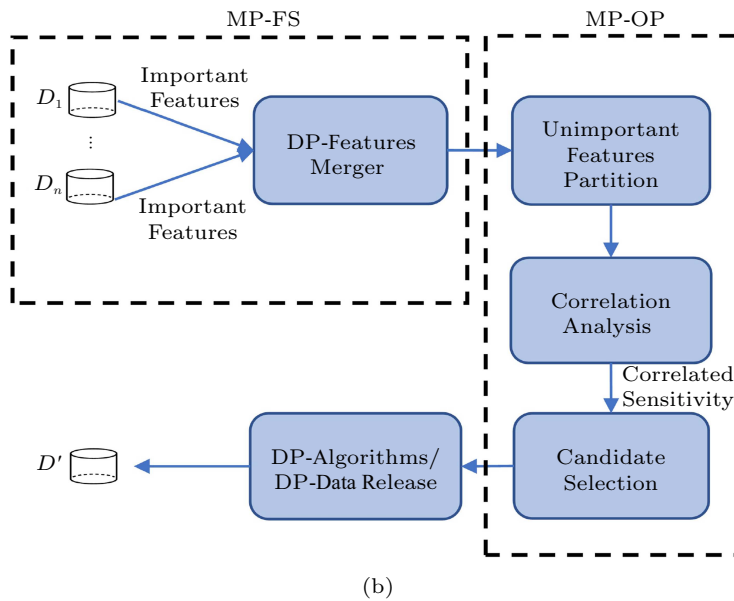 MP-FS
MP-OP
Important
Features
D1
⋮
Dn
Important
Features
DP-Features
Merger
Unimportant
Features
Partition
Correlation
Analysis
Correlated
Sensitivity
Candidate
Selection
DP-Algorithms/
DP-Data Release
D′
(b)